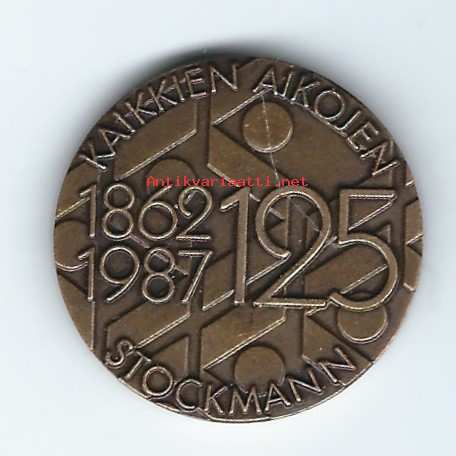 KAIKKIEN AIKOJEN
1862 125
1987
STOCKMANN
Antikvariaatti.net